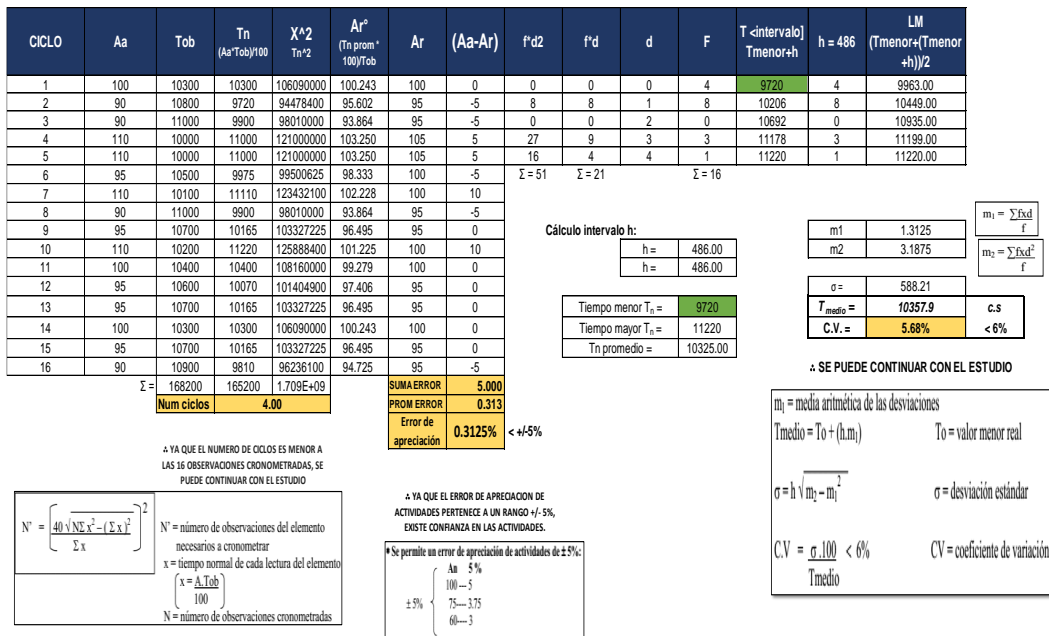 CICLO Aa Tob Tn (Aa*Tob)/100 X^2 Tn^2 Ar° (Tn prom * 100)/Tob Ar (Aa-Ar) f*d2 f*d d F T <intervalo] Tmenor+h h = 486 LM (Tmenor+(Tmenor +h))/2
1 100 10300 10300 106090000 100.243 100 0 0 0 0 4 9720 4 9963.00
2 90 10800 9720 94478400 95.602 95 -5 8 8 1 8 10206 8 10449.00
3 90 11000 9900 98010000 93.864 95 -5 0 0 2 0 10692 0 10935.00
4 110 10000 11000 121000000 103.250 105 5 27 9 3 3 11178 3 11199.00
5 110 10000 11000 121000000 103.250 105 5 16 4 4 1 11220 1 11220.00
6 95 10500 9975 99500625 98.333 100 -5 Σ = 51 Σ = 21 Σ = 16
7 110 10100 11110 123432100 102.228 100 10
8 90 11000 9900 98010000 93.864 95 -5
9 95 10700 10165 103327225 96.495 95 0
10 110 10200 11220 125888400 101.225 100 10
11 100 10400 10400 108160000 99.279 100 0
12 95 10600 10070 101404900 97.406 95 0
13 95 10700 10165 103327225 96.495 95 0
14 100 10300 10300 106090000 100.243 100 0
15 95 10700 10165 103327225 96.495 95 0
16 90 10900 9810 96236100 94.725 95 -5
Σ = 168200 165200 1.709E+09 SUMA ERROR 5.000
Num ciclos 4.00 PROM ERROR 0.313
Error de apreciación 0.3125% < +/-5%
Cálculo intervalo h:
h = 486.00
h = 486.00
Tiempo menor Tₙ = 9720
Tiempo mayor Tₙ = 11220
Tn promedio = 10325.00
m1 1.3125
m2 3.1875
m₁ = ∑fxd
f
m₂ = ∑fxd²
f
σ = 588.21
T medio = 10357.9 c.s
C.V. = 5.68% < 6%
∴ SE PUEDE CONTINUAR CON EL ESTUDIO
m₁ = media aritmética de las desviaciones
Tmedio = To + (h.m₁) To = valor menor real
σ = h √m₂ – m₁² σ = desviación estándar
C.V = σ .100 < 6% CV = coeficiente de variación
Tmedio
∴ YA QUE EL NUMERO DE CICLOS ES MENOR A
LAS 16 OBSERVACIONES CRONOMETRADAS, SE
PUEDE CONTINUAR CON EL ESTUDIO
N' = (40 √NΣ x² – (Σ x)²)²
Σ x
N' = número de observaciones del elemento
necesarios a cronometrar
x = tiempo normal de cada lectura del elemento
(x = A.Tob
100)
N = número de observaciones cronometradas
∴ YA QUE EL ERROR DE APRECIACION DE
ACTIVIDADES PERTENECE A UN RANGO +/- 5%,
EXISTE CONFIANZA EN LAS ACTIVIDADES.
* Se permite un error de apreciación de actividades de ± 5%:
An 5 %
100 --- 5
± 5% { 75---- 3.75
60---- 3